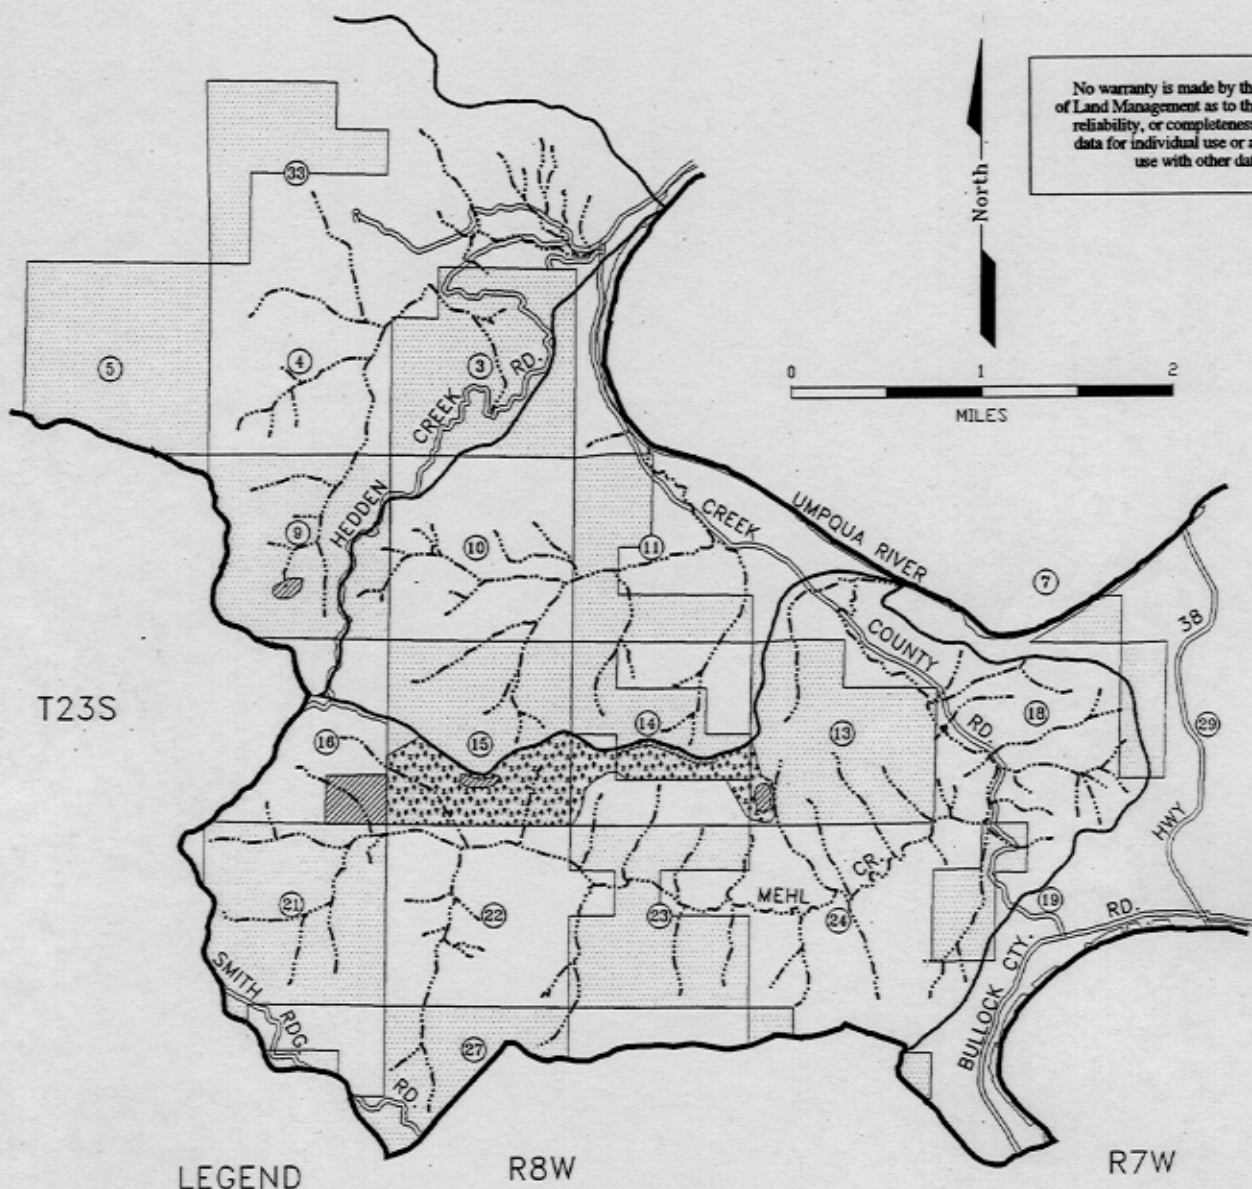 No warranty is made by th
of Land Management as to th
reliability, or completenes
data for individual use or a
use with other dat
North
0 1 2
MILES
33
5
4
3
HEDDEN CREEK RD.
9
10
11
CREEK
COUNTY
RD.
UMPQUA RIVER
7
38
HWY
29
T23S
16
15
14
13
18
21
22
23
24
19
MEHL CR.
SMITH RDG RD.
27
BULLOCK CTY. RD.
LEGEND
R8W
R7W